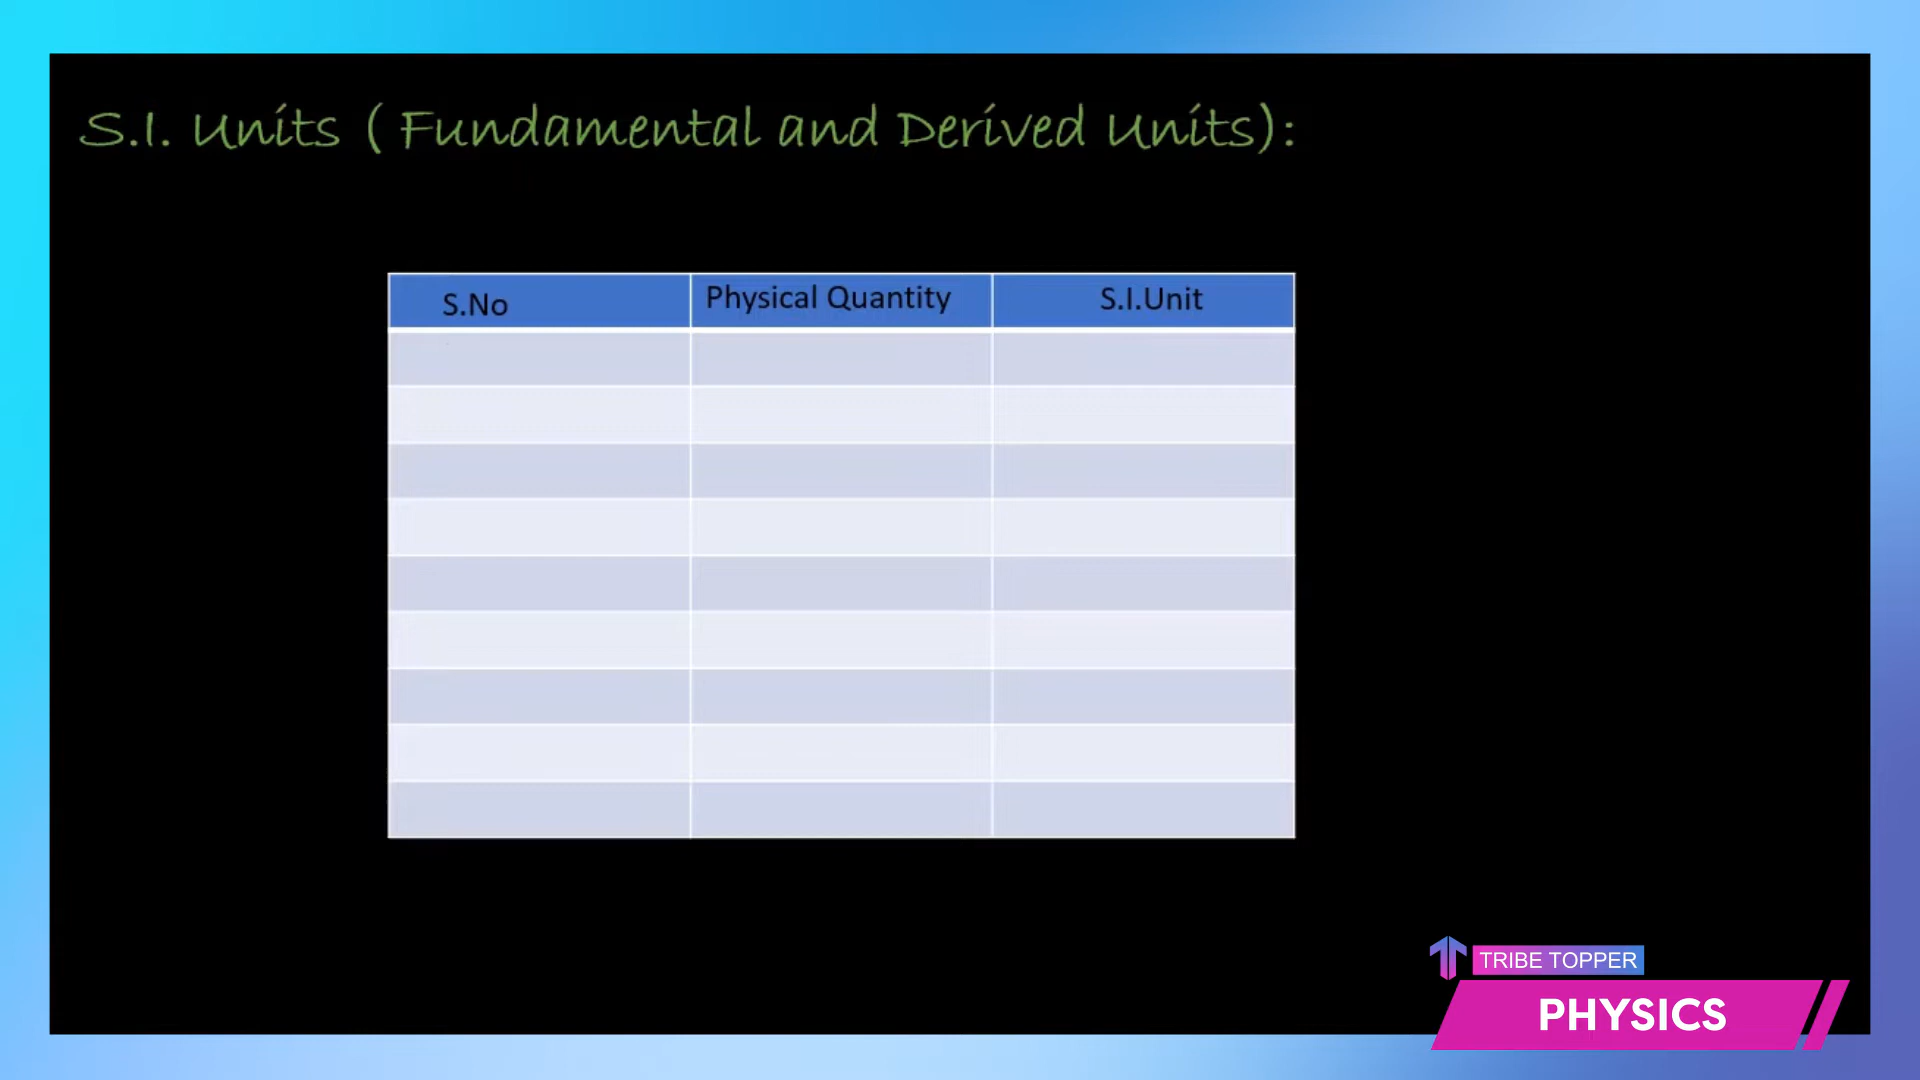 S.I. Units ( Fundamental and Derived Units):
S.No Physical Quantity S.I.Unit
TRIBE TOPPER
PHYSICS